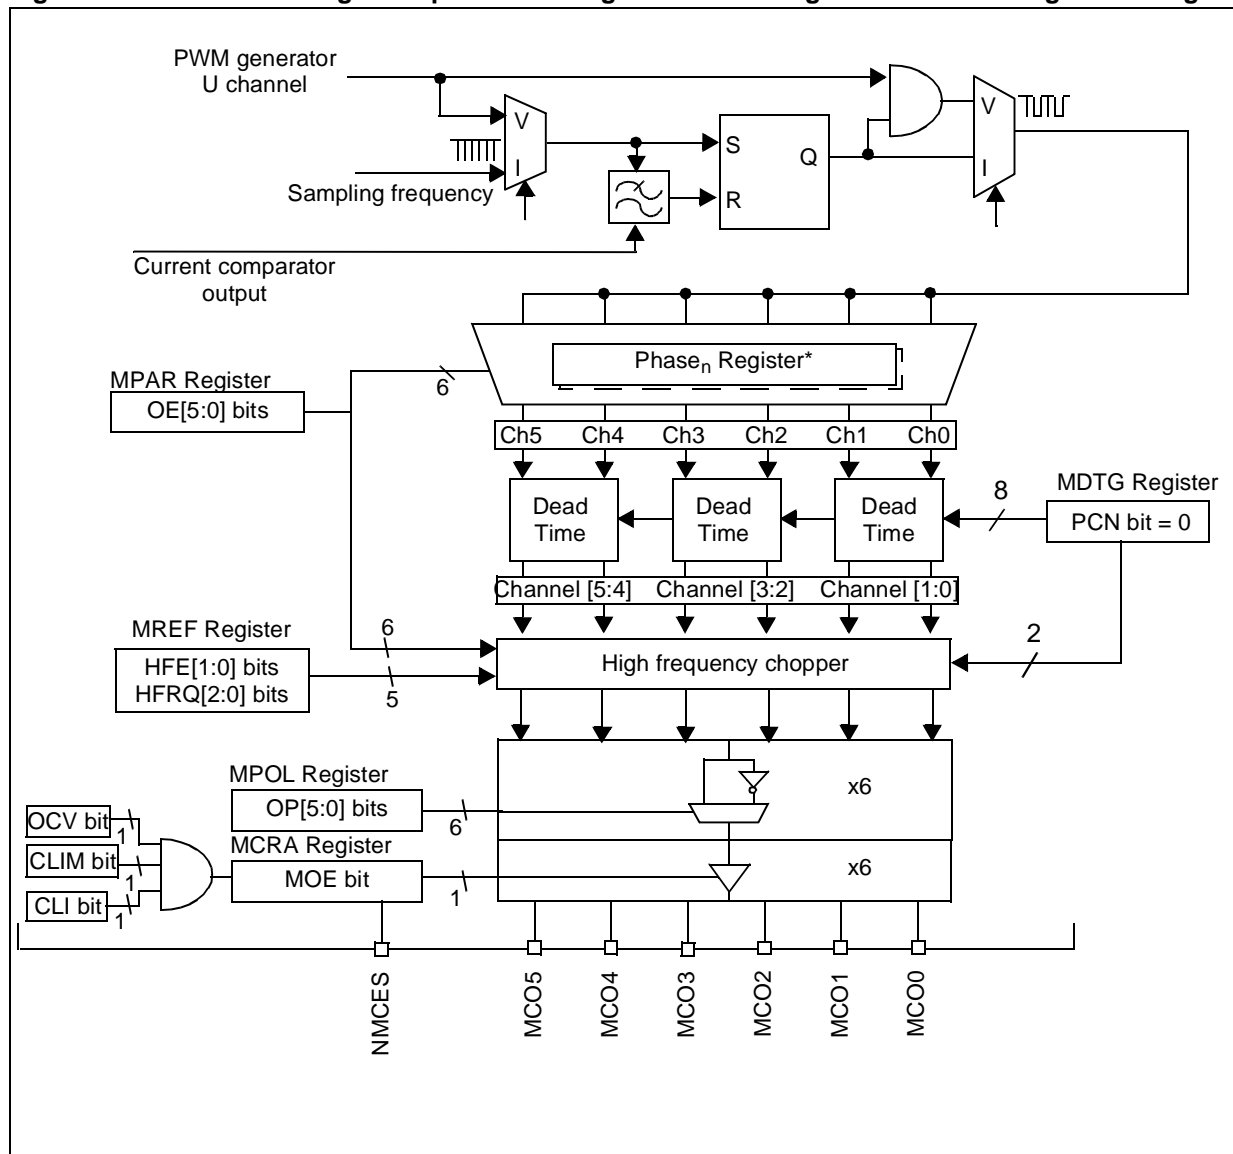 PWM generator
U channel
V
I
Sampling frequency
S
Q
R
V
I
Current comparator
output
Phasen Register*
MPAR Register
OE[5:0] bits
6
Ch5 Ch4 Ch3 Ch2 Ch1 Ch0
Dead
Time
Dead
Time
Dead
Time
8
MDTG Register
PCN bit = 0
Channel [5:4] Channel [3:2] Channel [1:0]
MREF Register
HFE[1:0] bits
HFRQ[2:0] bits
6
5
High frequency chopper
2
MPOL Register
OP[5:0] bits
6
x6
OCV bit
1
CLIM bit
1
CLI bit
1
MCRA Register
MOE bit
1
x6
NMCES
MCO5
MCO4
MCO3
MCO2
MCO1
MCO0